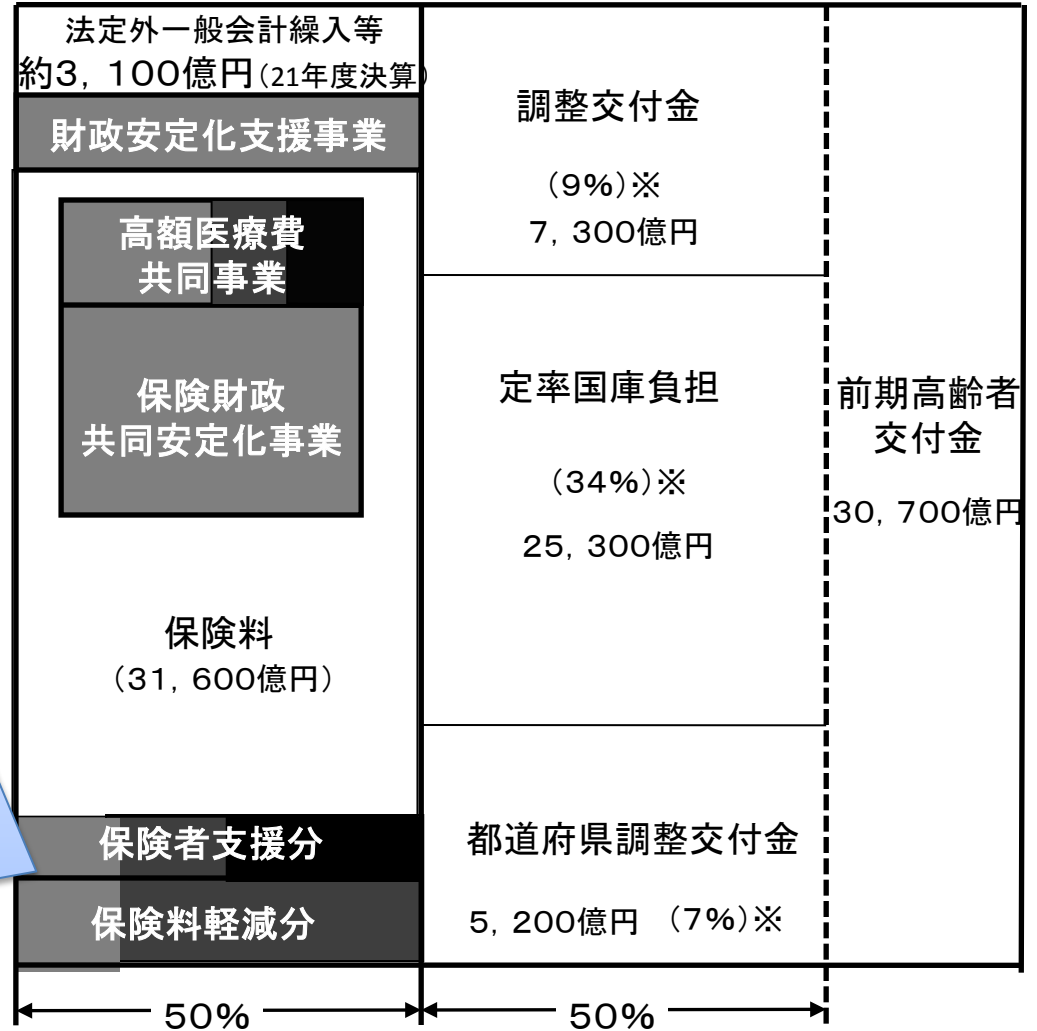 法定外一般会計繰入等
約3，100億円(21年度決算)
財政安定化支援事業
高額医療費
共同事業
保険財政
共同安定化事業
保険料
（31，600億円）
保険者支援分
保険料軽減分
調整交付金
（9%）※
7，300億円
定率国庫負担
（34%）※
25，300億円
都道府県調整交付金
5，200億円 （7%）※
前期高齢者
交付金
30，700億円
50%
50%